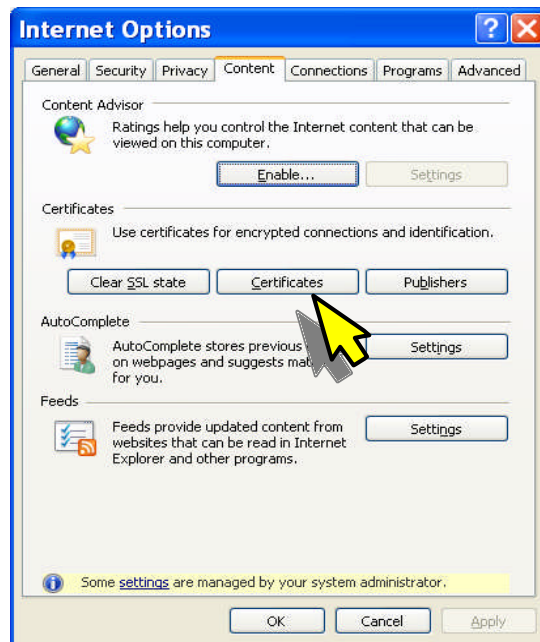 Internet Options
General Security Privacy Content Connections Programs Advanced
Content Advisor
Ratings help you control the Internet content that can be
viewed on this computer.
Enable... Settings
Certificates
Use certificates for encrypted connections and identification.
Clear SSL state Certificates Publishers
AutoComplete
AutoComplete stores previous
on webpages and suggests
for you.
Settings
Feeds
Feeds provide updated content from
websites that can be read in Internet
Explorer and other programs.
Settings
Some settings are managed by your system administrator.
OK Cancel Apply